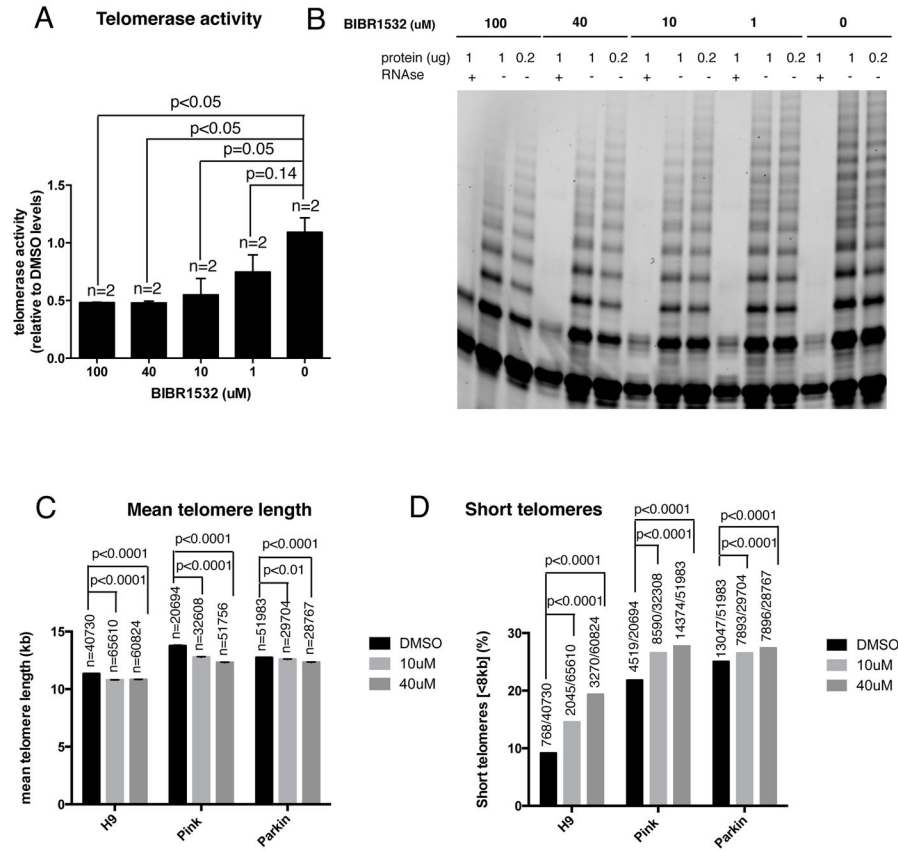 A Telomerase activity
p<0.05
p<0.05
p=0.05
p=0.14
telomerase activity
(relative to DMSO levels)
1.5
1.0
0.5
0.0
n=2
n=2
n=2
n=2
n=2
100 40 10 1 0
BIBR1532 (uM)
B
BIBR1532 (uM) 100 40 10 1 0
protein (ug) 1 1 0.2 1 1 0.2 1 1 0.2 1 1 0.2 1 1 0.2
RNAse + - - + - - + - - + - - + - -
C Mean telomere length
p<0.0001
p<0.0001
p<0.0001
p<0.0001
p<0.0001
p<0.01
n=40730
n=65610
n=60824
n=20694
n=32608
n=51756
n=51983
n=29704
n=28767
mean telomere length (kb)
15
10
5
0
H9 Pink Parkin
DMSO
10uM
40uM
D Short telomeres
p<0.0001
p<0.0001
p<0.0001
p<0.0001
p<0.0001
p<0.0001
768/40730
2045/65610
3270/60824
4519/20694
8590/32308
14374/51983
13047/51983
7893/29704
7896/28767
Short telomeres [<8kb] (%)
30
20
10
0
H9 Pink Parkin
DMSO
10uM
40uM